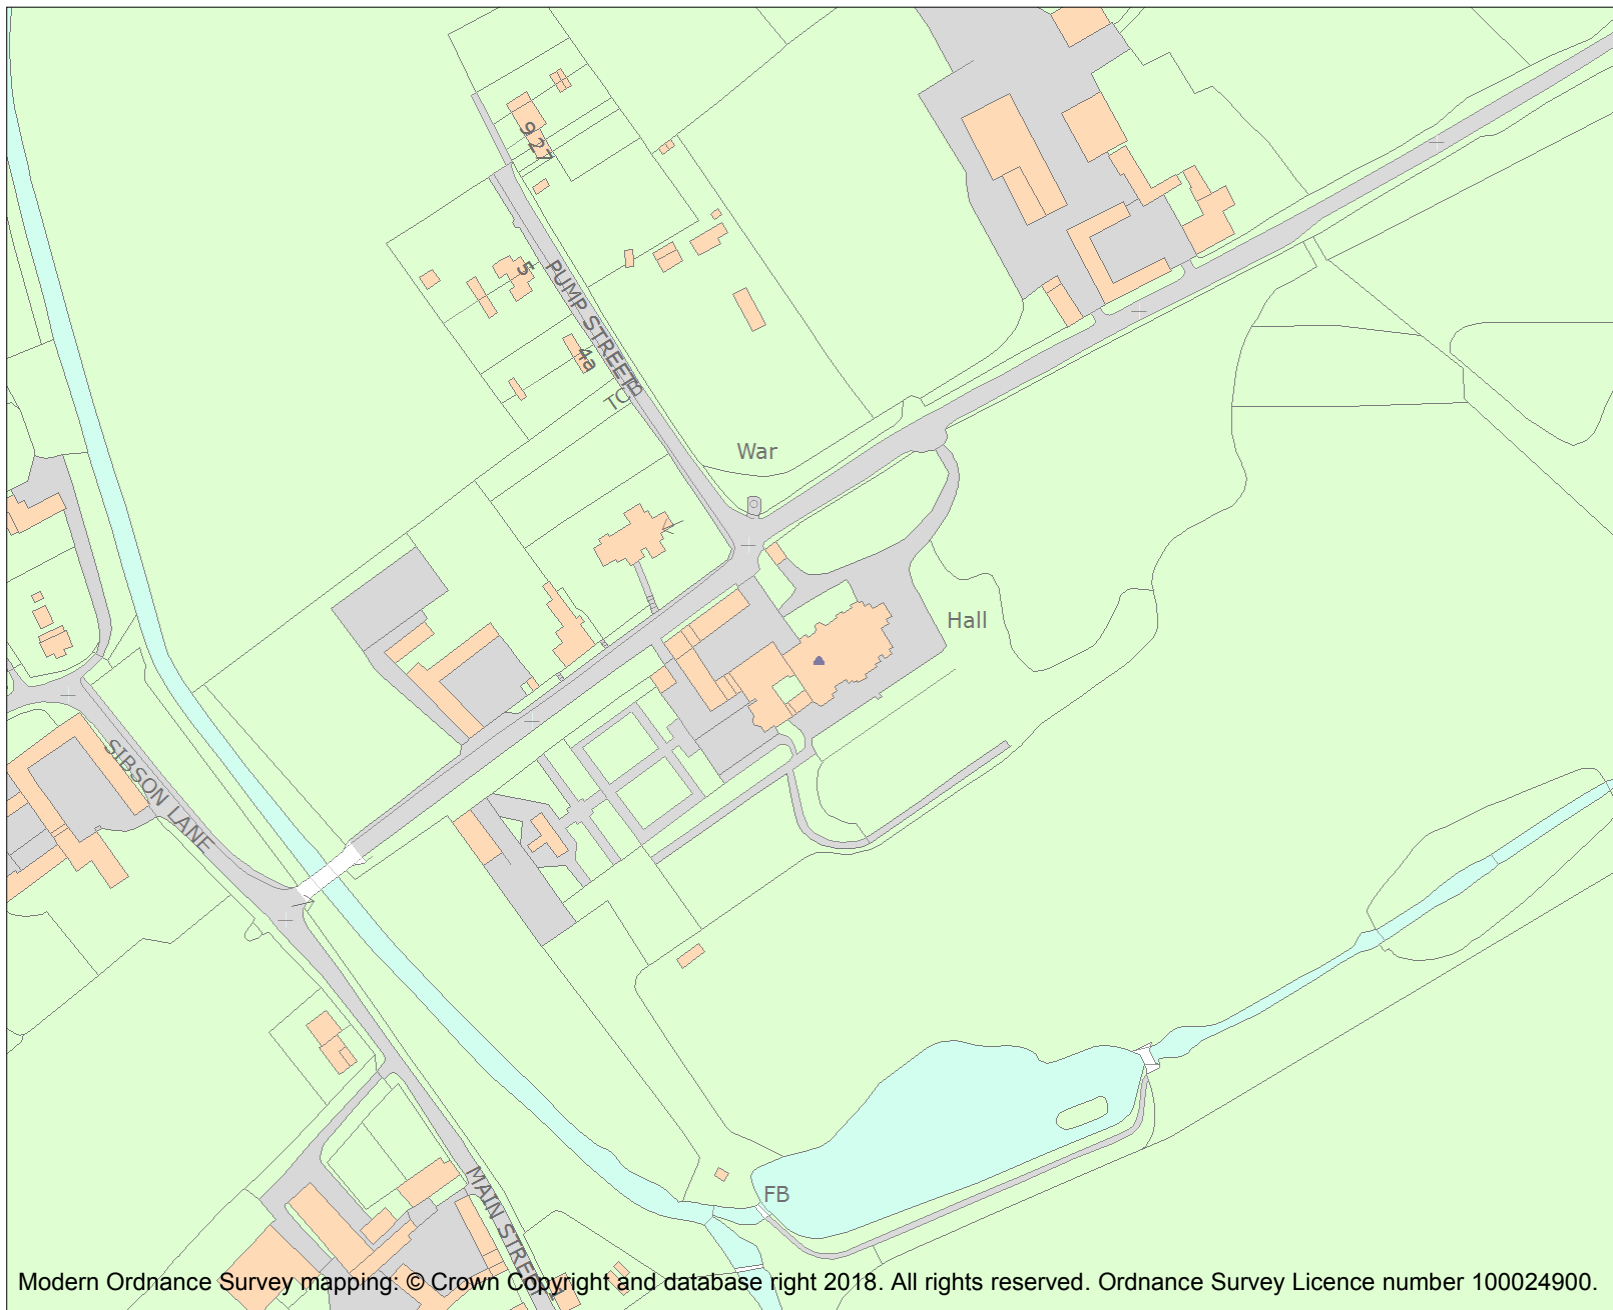 9
27
5
PUMP STREET
4a
TCB
War
Hall
SIBSON LANE
FB
MAIN STREET
Modern Ordnance Survey mapping: © Crown Copyright and database right 2018. All rights reserved. Ordnance Survey Licence number 100024900.